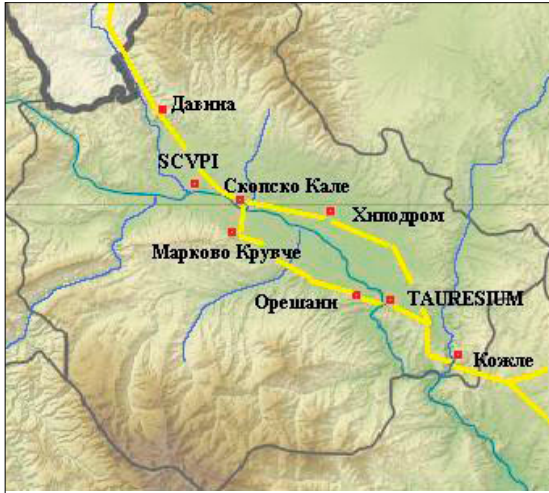 Давина
SCVPI
Скопско Кале
Хиподром
Марково Крувче
Орешани
TAURESIUM
Кожле